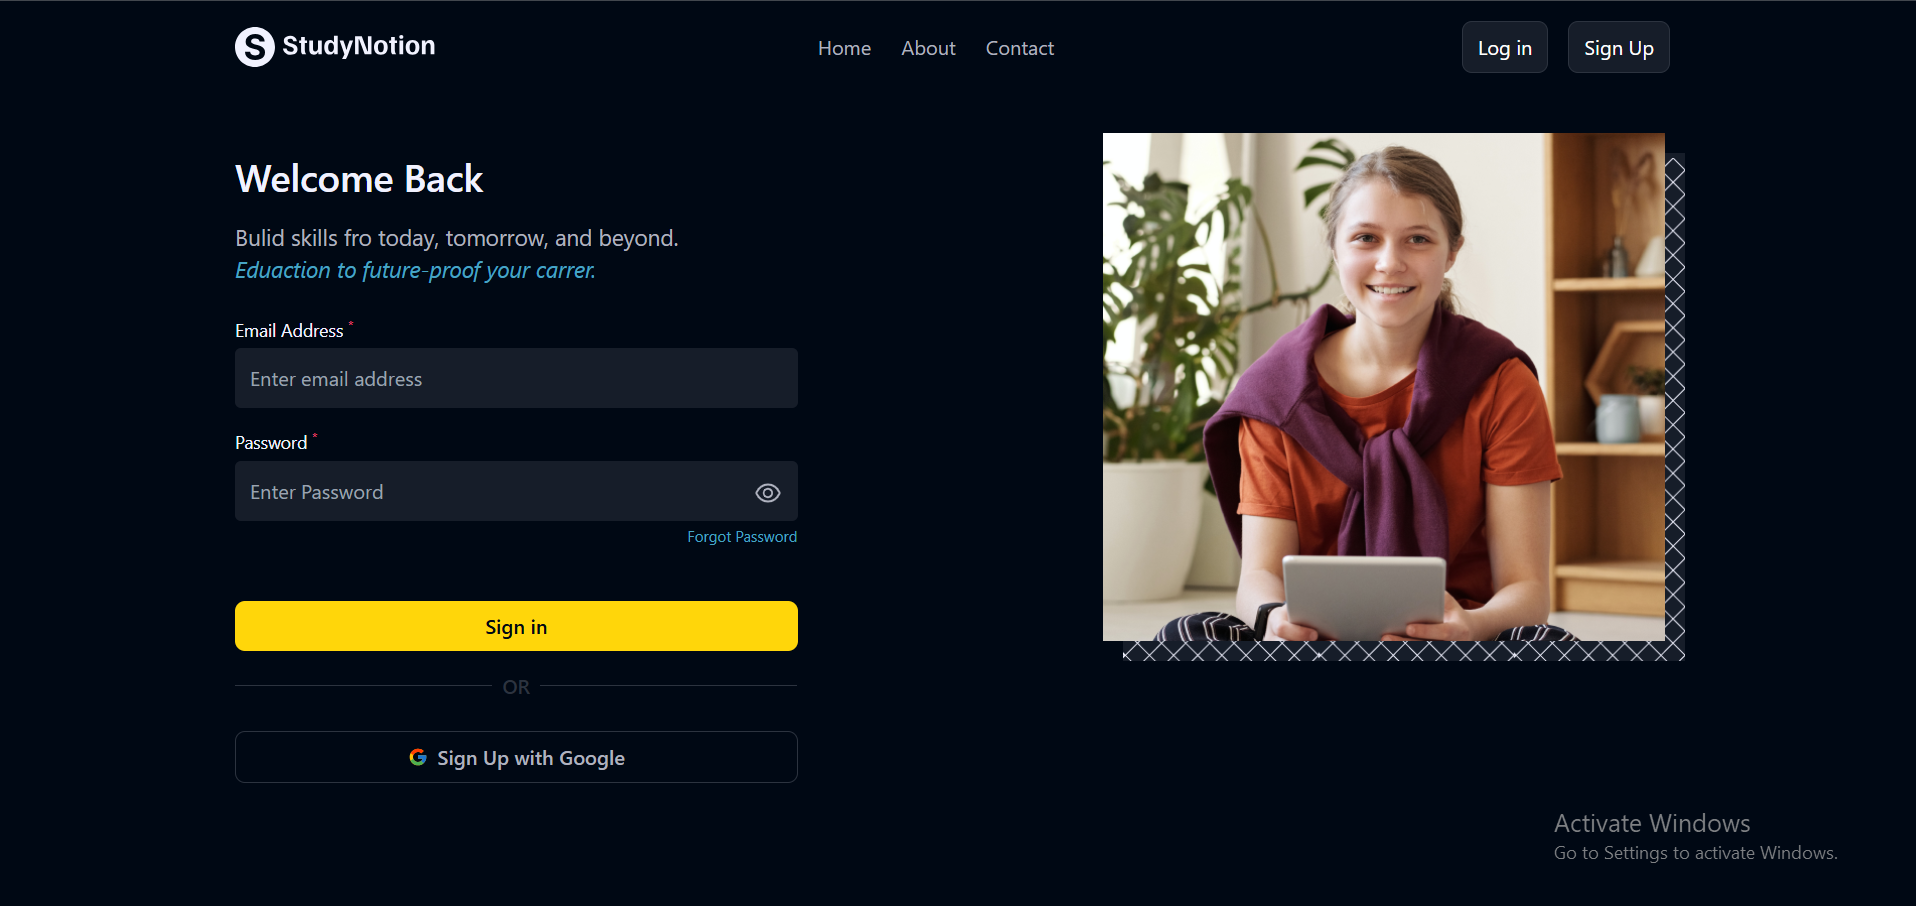 StudyNotion
Home About Contact
Log in Sign Up
Welcome Back
Bulid skills fro today, tomorrow, and beyond.
Eduaction to future-proof your carrer.
Email Address *
Enter email address
Password *
Enter Password
Forgot Password
Sign in
OR
Sign Up with Google
Activate Windows
Go to Settings to activate Windows.